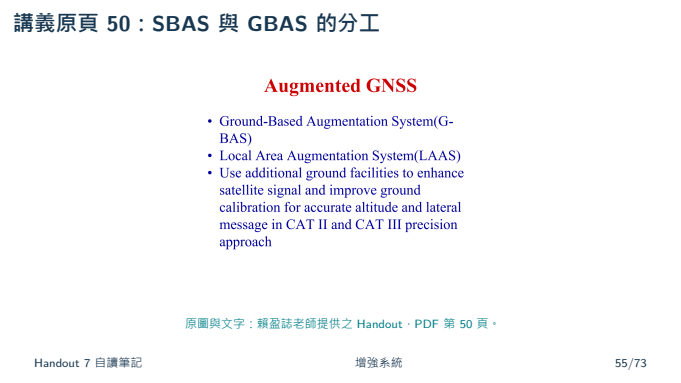 講義原頁 50：SBAS 與 GBAS 的分工
Augmented GNSS
• Ground-Based Augmentation System(G-
BAS)
• Local Area Augmentation System(LAAS)
• Use additional ground facilities to enhance
satellite signal and improve ground
calibration for accurate altitude and lateral
message in CAT II and CAT III precision
approach
原圖與文字：賴盈誌老師提供之 Handout，PDF 第 50 頁。
Handout 7 自讀筆記 增強系統 55/73